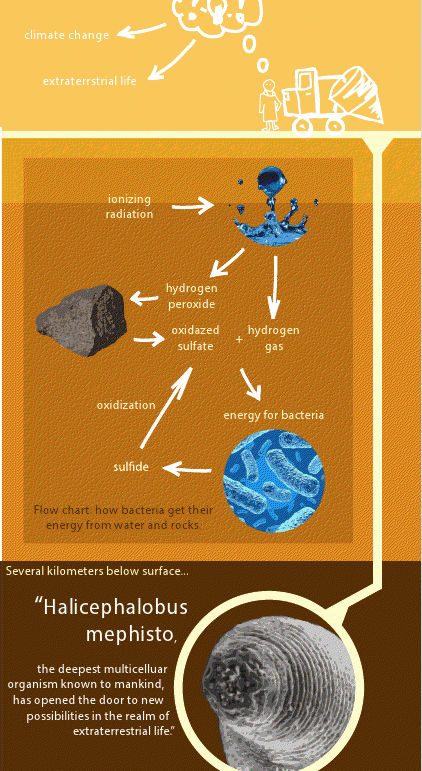 climate change
extraterrstrial life
ionizing
radiation
hydrogen
peroxide
oxidazed
sulfate
+
hydrogen
gas
oxidization
energy for bacteria
sulfide
Flow chart: how bacteria get their
energy from water and rocks.
Several kilometers below surface...
“Halicephalobus
mephisto,
the deepest multicelluar
organism known to mankind,
has opened the door to new
possibilities in the realm of
extraterrestrial life.”